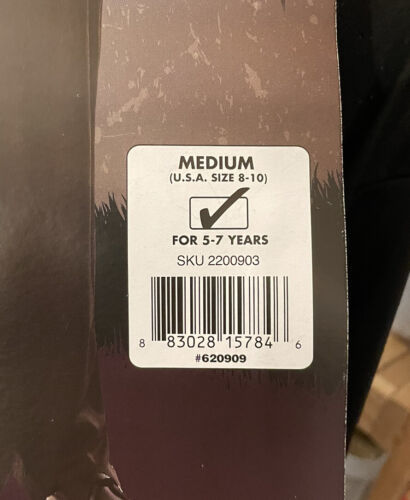 MEDIUM
(U.S.A. SIZE 8-10)
FOR 5-7 YEARS
SKU 2200903
8 83028 15784 6
#620909